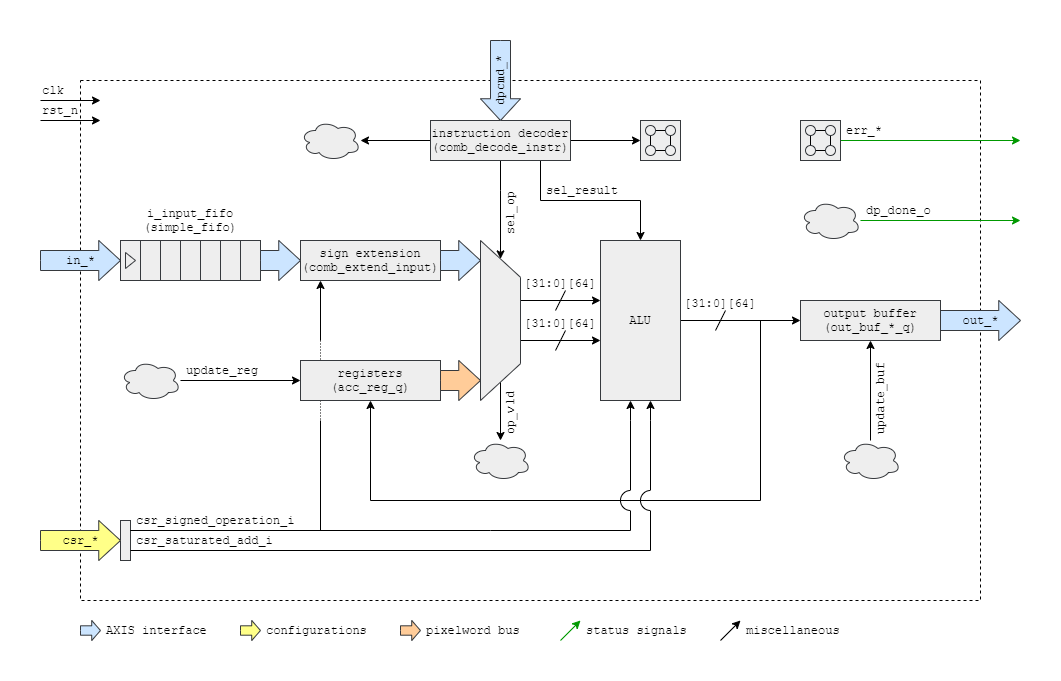 dpcmd_*
clk
rst_n
instruction decoder
(comb_decode_instr)
err_*
sel_op
sel_result
dp_done_o
i_input_fifo
(simple_fifo)
in_*
sign extension
(comb_extend_input)
[31:0][64]
[31:0][64]
ALU
[31:0][64]
output buffer
(out_buf_*_q)
out_*
update_reg
registers
(acc_reg_q)
op_vld
update_buf
csr_*
csr_signed_operation_i
csr_saturated_add_i
AXIS interface
configurations
pixelword bus
status signals
miscellaneous